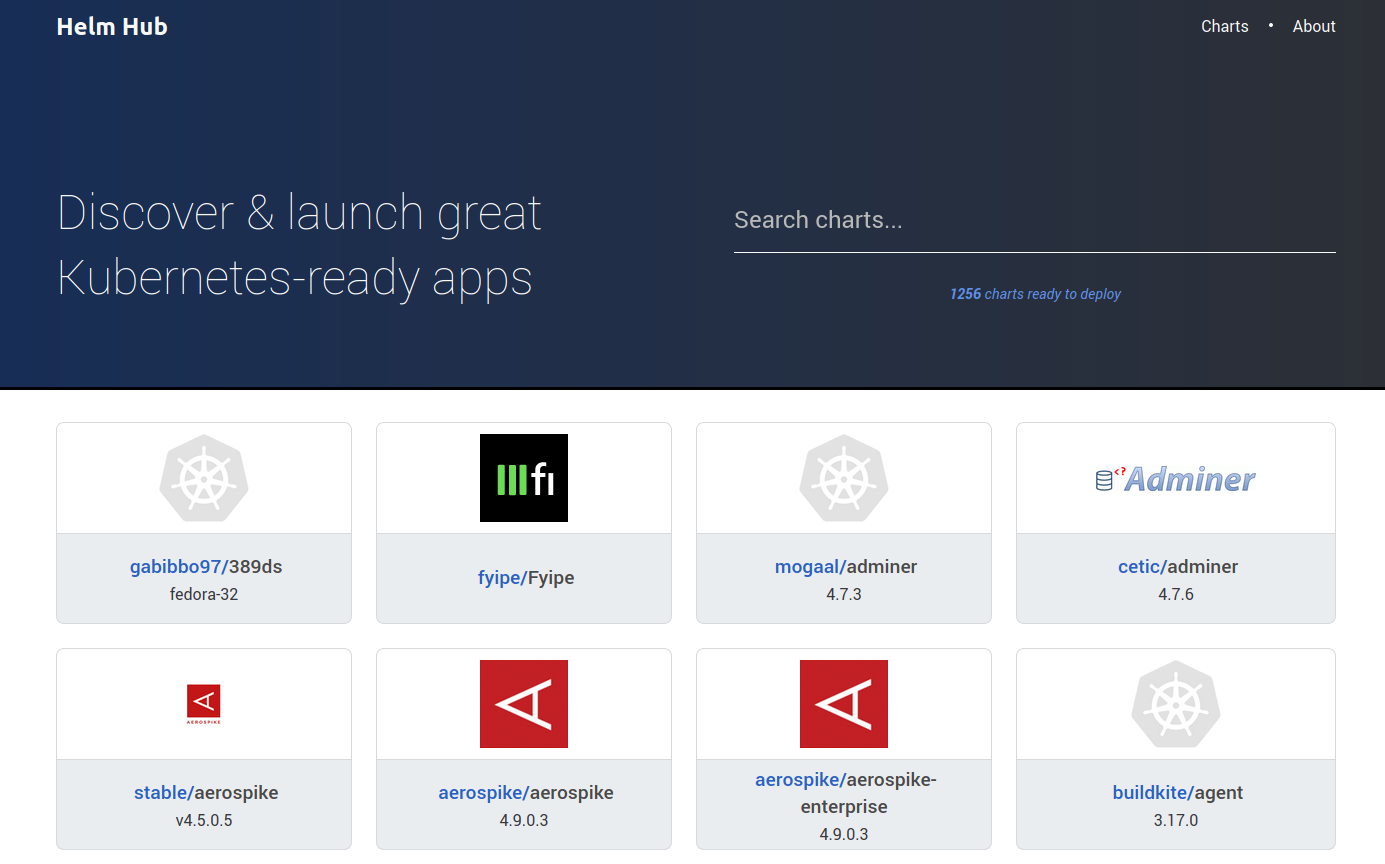 Helm Hub
Charts • About
Discover & launch great
Kubernetes-ready apps
Search charts...
1256 charts ready to deploy
fi
<? Adminer
gabibbo97/389ds
fedora-32
fyipe/Fyipe
mogaal/adminer
4.7.3
cetic/adminer
4.7.6
AEROSPIKE
stable/aerospike
v4.5.0.5
aerospike/aerospike
4.9.0.3
aerospike/aerospike-
enterprise
4.9.0.3
buildkite/agent
3.17.0